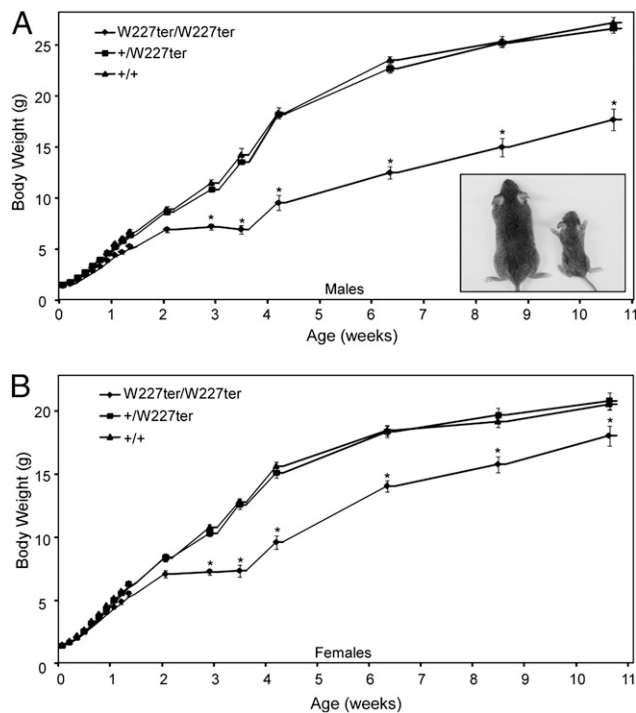 A
W227ter/W227ter
+/W227ter
+/+
Body Weight (g)
25
20
15
10
5
0
*
*
*
*
*
*
*
Males
0 1 2 3 4 5 6 7 8 9 10 11
Age (weeks)
B
W227ter/W227ter
+/W227ter
+/+
Body Weight (g)
20
15
10
5
0
*
*
*
*
*
*
Females
0 1 2 3 4 5 6 7 8 9 10 11
Age (weeks)